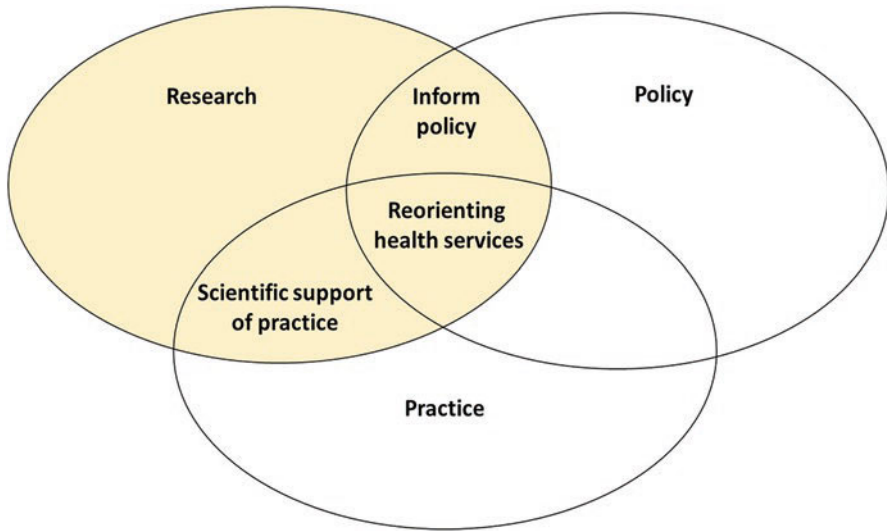 Research
Inform
policy
Policy
Reorienting
health services
Scientific support
of practice
Practice